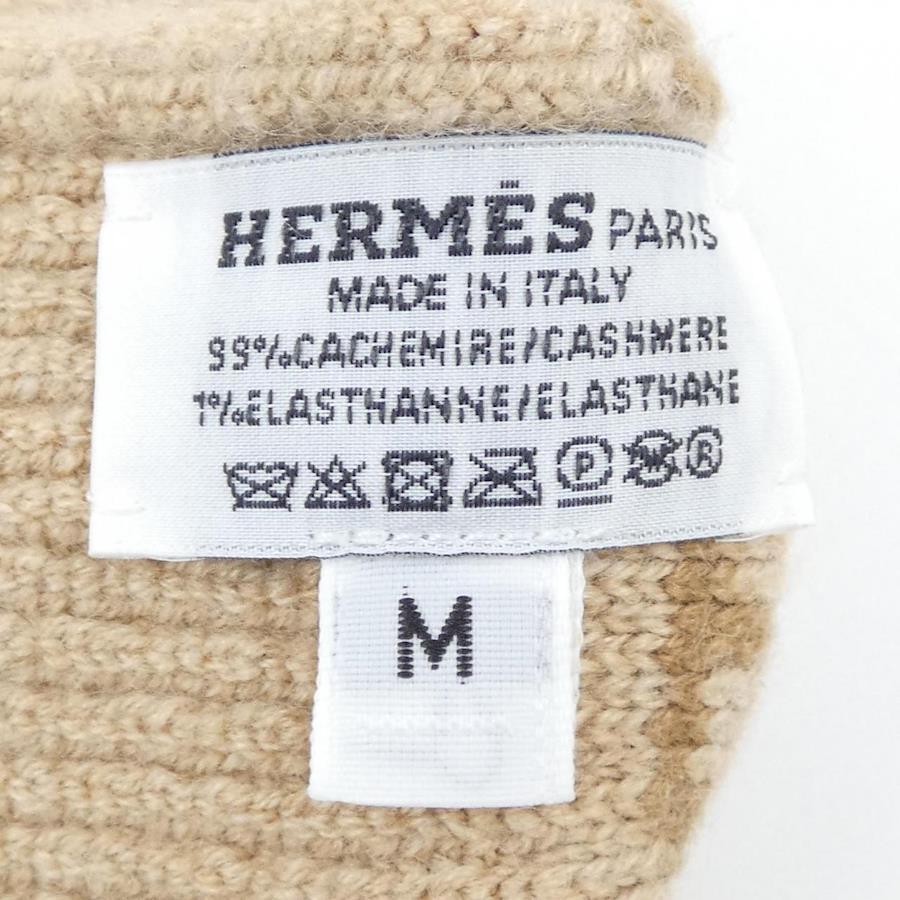 HERMÈS PARIS
MADE IN ITALY
99%CACHEMIRE/CASHMERE
1%ELASTHANNE/ELASTHANE
P W R
M